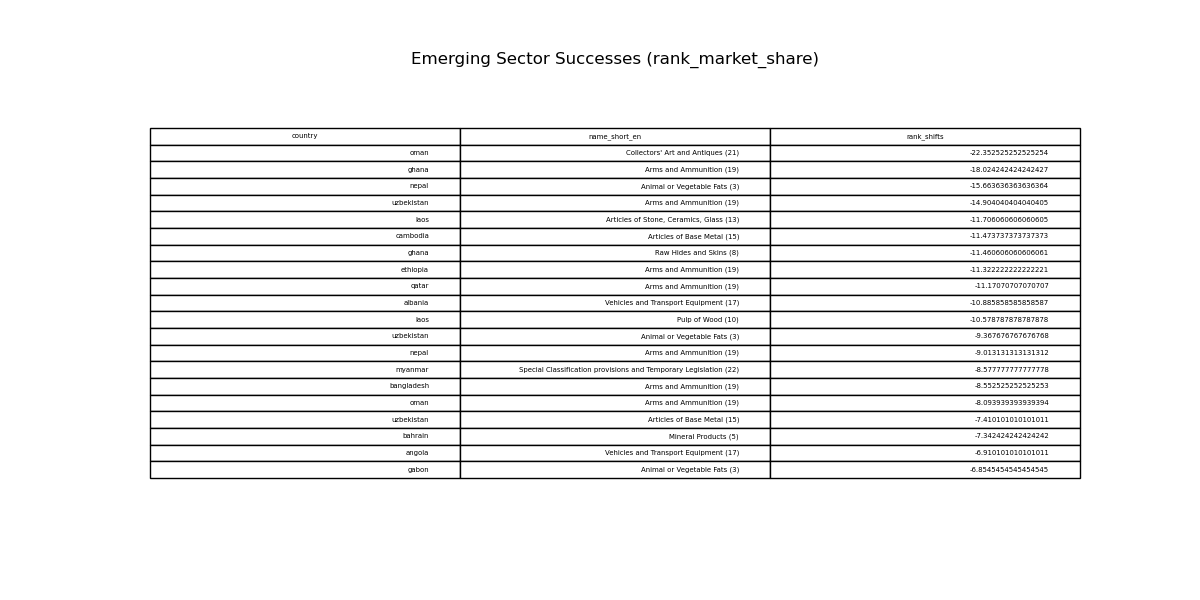 Emerging Sector Successes (rank_market_share)
country name_short_en rank_shifts
oman Collectors' Art and Antiques (21) -22.352525252525254
ghana Arms and Ammunition (19) -18.024242424242427
nepal Animal or Vegetable Fats (3) -15.663636363636364
uzbekistan Arms and Ammunition (19) -14.904040404040405
laos Articles of Stone, Ceramics, Glass (13) -11.706060606060605
cambodia Articles of Base Metal (15) -11.473737373737373
ghana Raw Hides and Skins (8) -11.460606060606061
ethiopia Arms and Ammunition (19) -11.322222222222221
qatar Arms and Ammunition (19) -11.17070707070707
albania Vehicles and Transport Equipment (17) -10.885858585858587
laos Pulp of Wood (10) -10.578787878787878
uzbekistan Animal or Vegetable Fats (3) -9.367676767676768
nepal Arms and Ammunition (19) -9.013131313131312
myanmar Special Classification provisions and Temporary Legislation (22) -8.577777777777778
bangladesh Arms and Ammunition (19) -8.552525252525253
oman Arms and Ammunition (19) -8.093939393939394
uzbekistan Articles of Base Metal (15) -7.410101010101011
bahrain Mineral Products (5) -7.342424242424242
angola Vehicles and Transport Equipment (17) -6.910101010101011
gabon Animal or Vegetable Fats (3) -6.8545454545454545